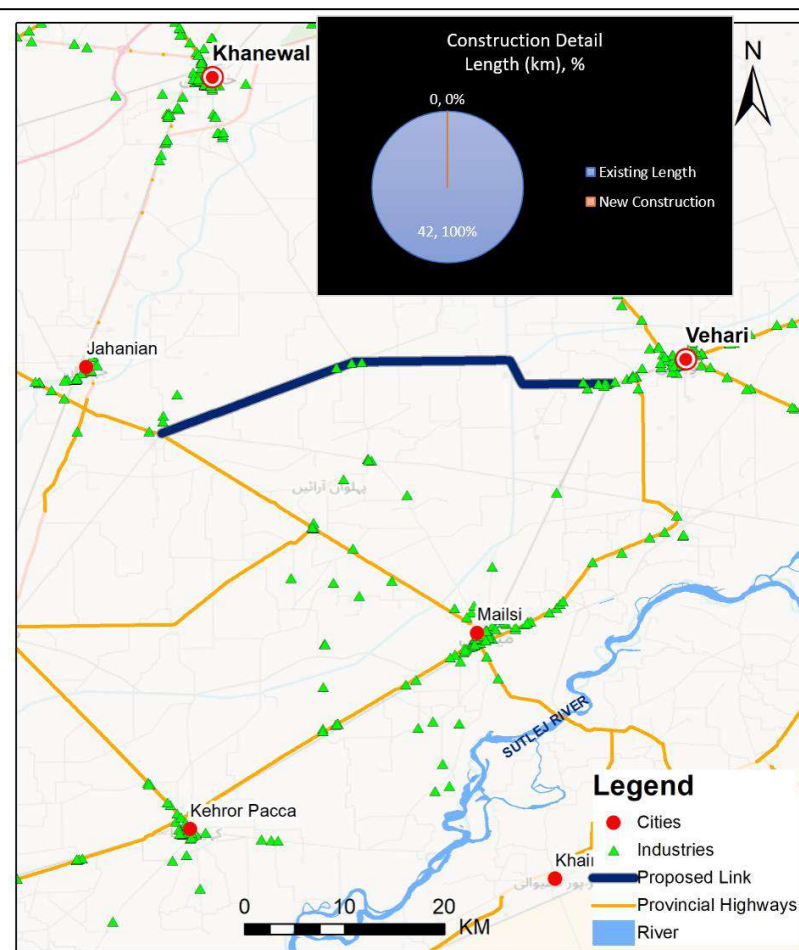 Khanewal
Construction Detail
Length (km), %
0, 0%
Existing Length
New Construction
42, 100%
N
Jahanian
Vehari
پہلوان آرائیں
Mailsi
SUTLEJ RIVER
Kehror Pacca
Khair
Legend
Cities
Industries
Proposed Link
Provincial Highways
River
0 10 20
KM